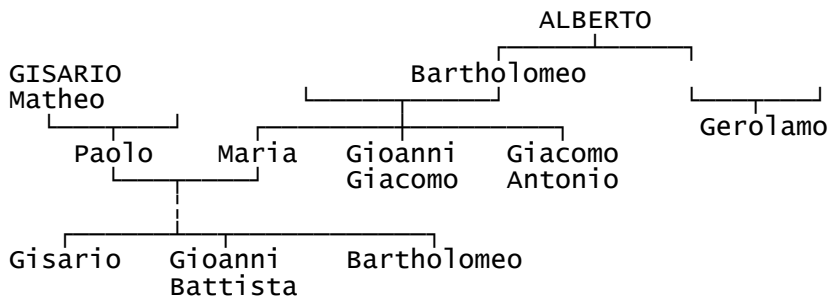 ALBERTO
GISARIO Bartholomeo
Matheo
Gerolamo
Paolo Maria Gioanni Giacomo
Giacomo Antonio
Gisario Gioanni Bartholomeo
Battista